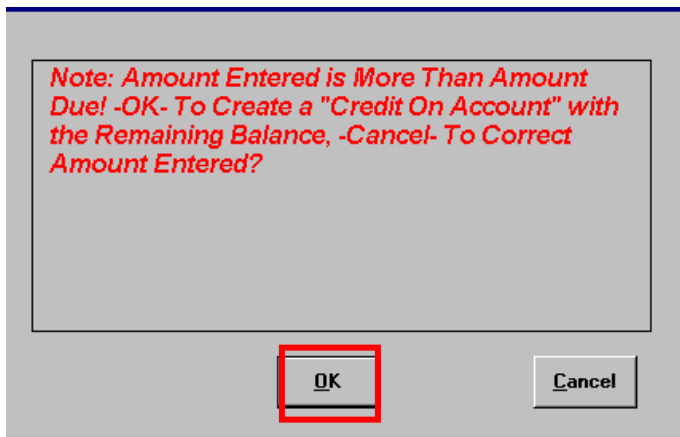 Note: Amount Entered is More Than Amount
Due! -OK- To Create a "Credit On Account" with
the Remaining Balance, -Cancel- To Correct
Amount Entered?
OK
Cancel